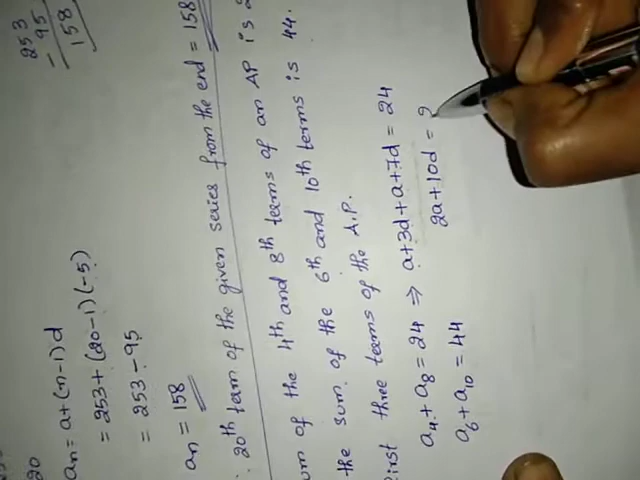 253
- 95
158
20
an = a+(n-1)d
= 253+(20-1)(-5)
= 253-95
an = 158
20th term of the given series from the end = 158
um of the 4th and 8th terms of an AP is
the sum of the 6th and 10th terms is 44.
first three terms of the A.P.
a4+a8 = 24 ⇒ a+3d+a+7d = 24
2a+10d =
a6+a10 = 44